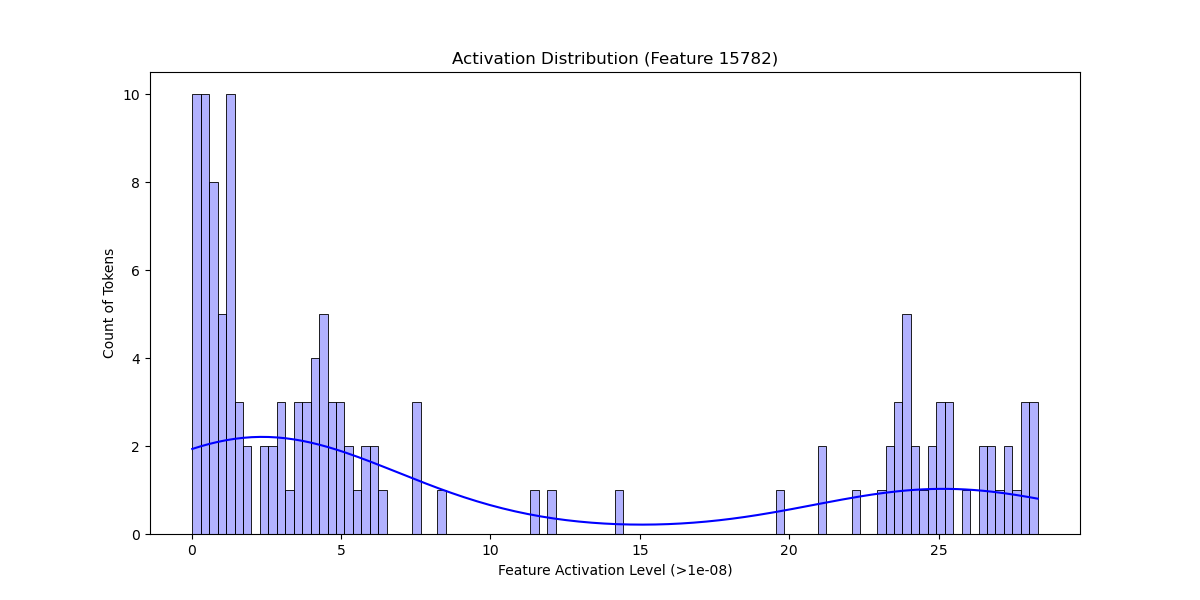 Activation Distribution (Feature 15782)
10
8
6
4
2
0
Count of Tokens
0 5 10 15 20 25
Feature Activation Level (>1e-08)